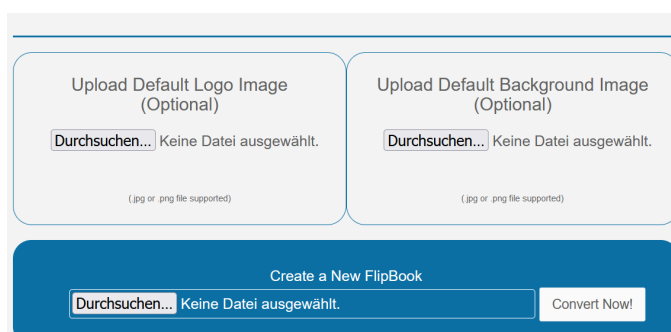 Upload Default Logo Image
(Optional)
Durchsuchen... Keine Datei ausgewählt.
(.jpg or .png file supported)
Upload Default Background Image
(Optional)
Durchsuchen... Keine Datei ausgewählt.
(.jpg or .png file supported)
Create a New FlipBook
Durchsuchen... Keine Datei ausgewählt.
Convert Now!